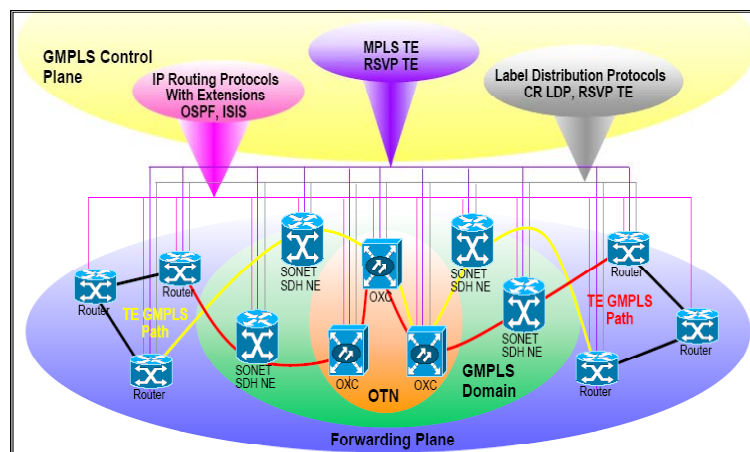 GMPLS Control
Plane
MPLS TE
RSVP TE
IP Routing Protocols
With Extensions
OSPF, ISIS
Label Distribution Protocols
CR LDP, RSVP TE
SONET
SDH NE
OXC
SONET
SDH NE
Router
Router
Router
TE GMPLS
Path
TE GMPLS
Path
Router
SONET
SDH NE
SONET
SDH NE
Router
OXC
OXC
GMPLS
Domain
Router
OTN
Forwarding Plane